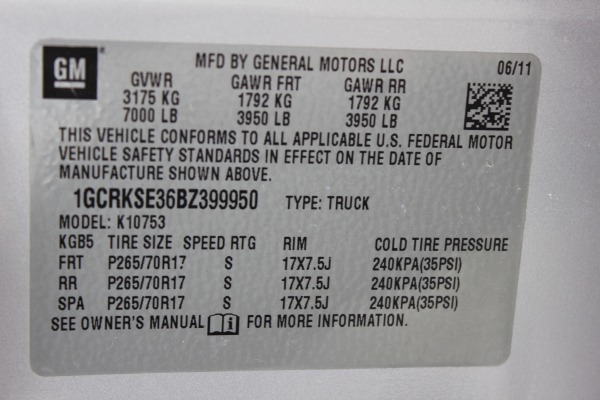 GM
MFD BY GENERAL MOTORS LLC 06/11
GVWR GAWR FRT GAWR RR
3175 KG 1792 KG 1792 KG
7000 LB 3950 LB 3950 LB
THIS VEHICLE CONFORMS TO ALL APPLICABLE U.S. FEDERAL MOTOR
VEHICLE SAFETY STANDARDS IN EFFECT ON THE DATE OF
MANUFACTURE SHOWN ABOVE.
1GCRKSE36BZ399950 TYPE: TRUCK
MODEL: K10753
KGB5 TIRE SIZE SPEED RTG RIM COLD TIRE PRESSURE
FRT P265/70R17 S 17X7.5J 240KPA(35PSI)
RR P265/70R17 S 17X7.5J 240KPA(35PSI)
SPA P265/70R17 S 17X7.5J 240KPA(35PSI)
SEE OWNER'S MANUAL FOR MORE INFORMATION.